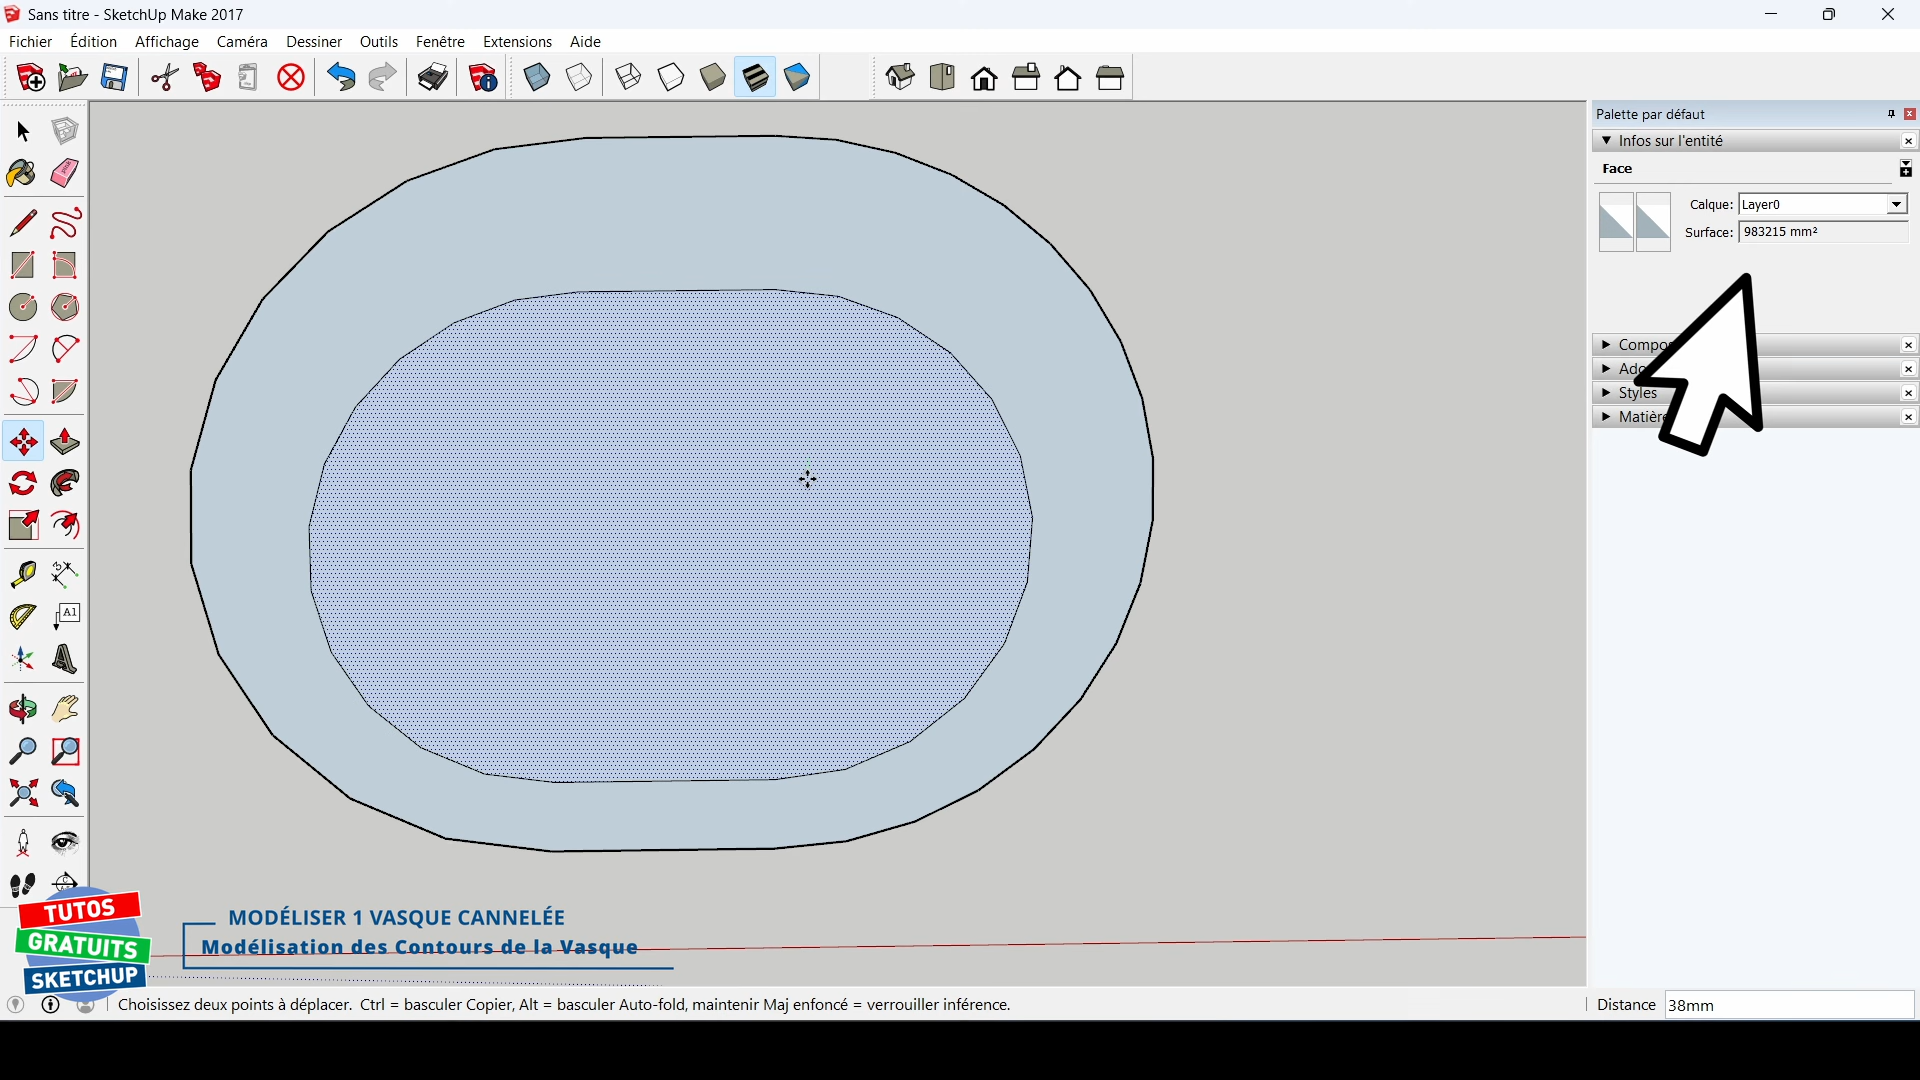 Sans titre - SketchUp Make 2017
Fichier Édition Affichage Caméra Dessiner Outils Fenêtre Extensions Aide
Palette par défaut
Infos sur l'entité
Face
Calque: Layer0
Surface: 983215 mm²
Styles
A1
MODÉLISER 1 VASQUE CANNELÉE
Modélisation des Contours de la Vasque
TUTOS
GRATUITS
SKETCHUP
Choisissez deux points à déplacer. Ctrl = basculer Copier, Alt = basculer Auto-fold, maintenir Maj enfoncé = verrouiller inférence.
Distance 38mm